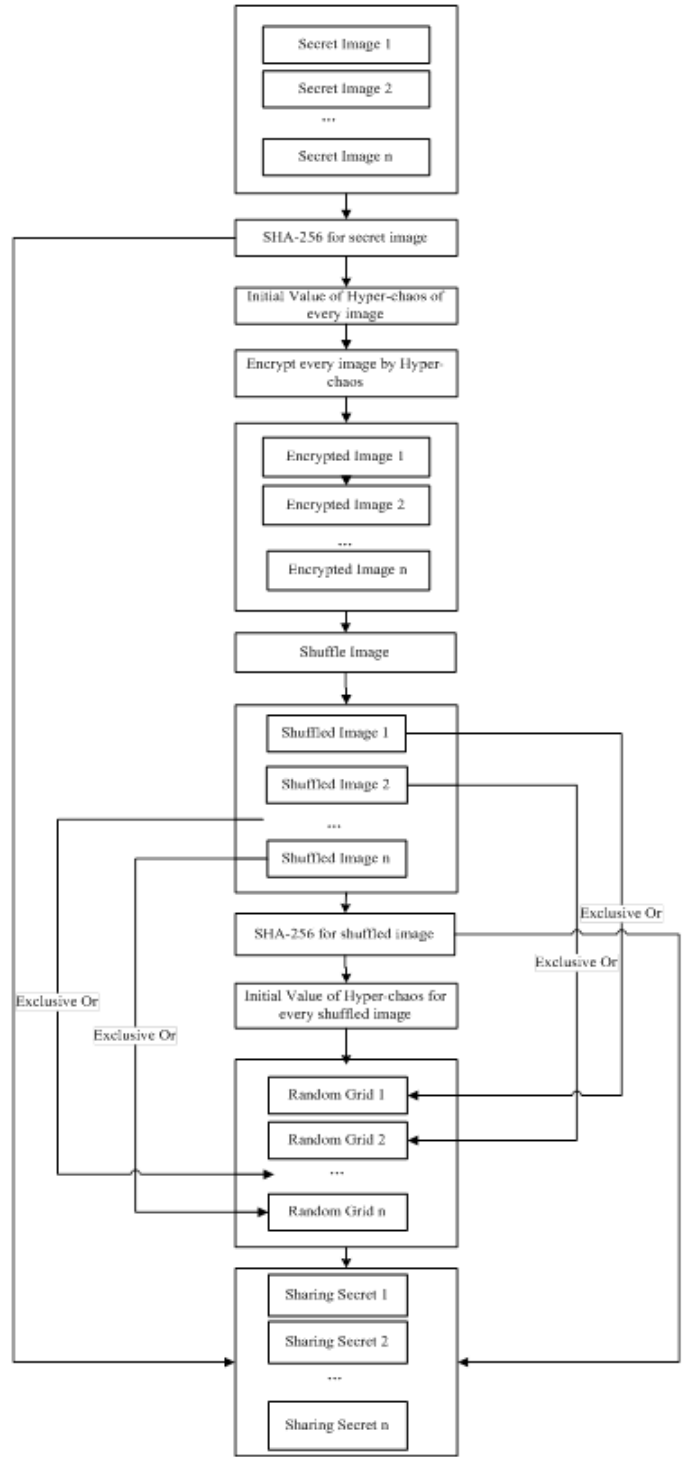 Secret Image 1
Secret Image 2
...
Secret Image n
SHA-256 for secret image
Initial Value of Hyper-chaos of
every image
Encrypt every image by Hyper-
chaos
Encrypted Image 1
Encrypted Image 2
...
Encrypted Image n
Shuffle Image
Shuffled Image 1
Shuffled Image 2
...
Shuffled Image n
Exclusive Or
SHA-256 for shuffled image
Exclusive Or
Initial Value of Hyper-chaos for
every shuffled image
Exclusive Or
Exclusive Or
Random Grid 1
Random Grid 2
...
Random Grid n
Sharing Secret 1
Sharing Secret 2
...
Sharing Secret n